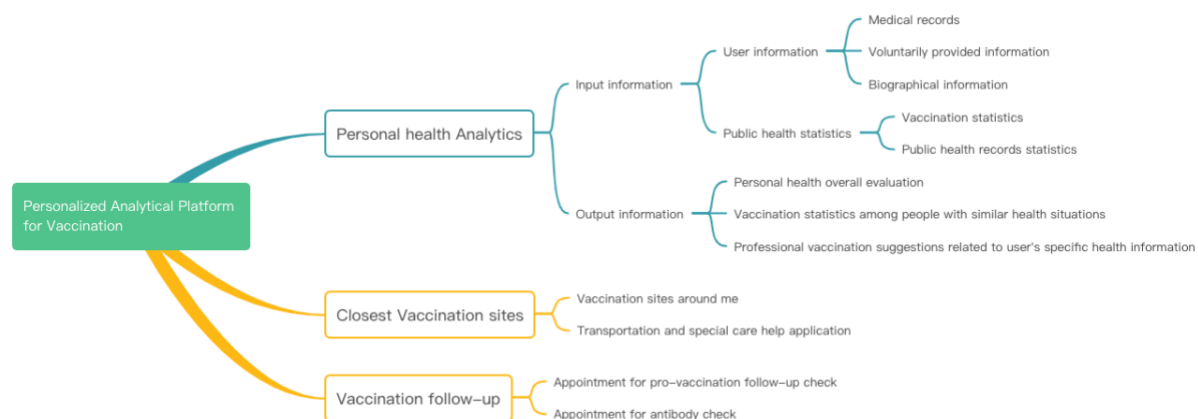 Medical records
User information
Voluntarily provided information
Input information
Biographical information
Vaccination statistics
Personal health Analytics
Public health statistics
Public health records statistics
Personal health overall evaluation
Personalized Analytical Platform
for Vaccination
Output information
Vaccination statistics among people with similar health situations
Professional vaccination suggestions related to user's specific health information
Vaccination sites around me
Closest Vaccination sites
Transportation and special care help application
Appointment for pro-vaccination follow-up check
Vaccination follow-up
Appointment for antibody check